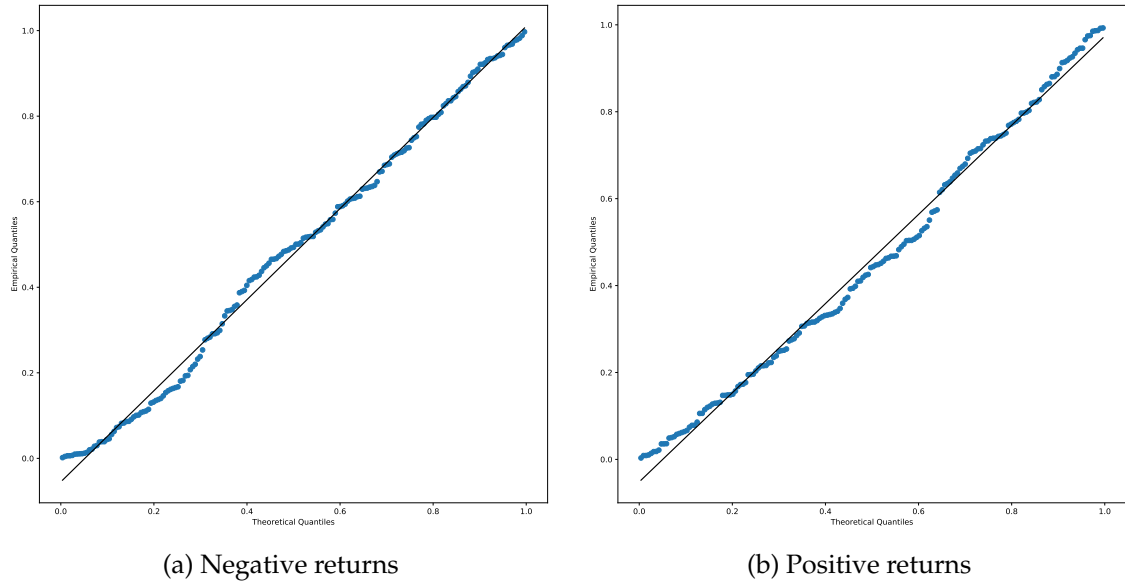 1.0
0.8
0.6
0.4
0.2
0.0
Empirical Quantiles
0.0 0.2 0.4 0.6 0.8 1.0
Theoretical Quantiles
(a) Negative returns
1.0
0.8
0.6
0.4
0.2
0.0
Empirical Quantiles
0.0 0.2 0.4 0.6 0.8 1.0
Theoretical Quantiles
(b) Positive returns